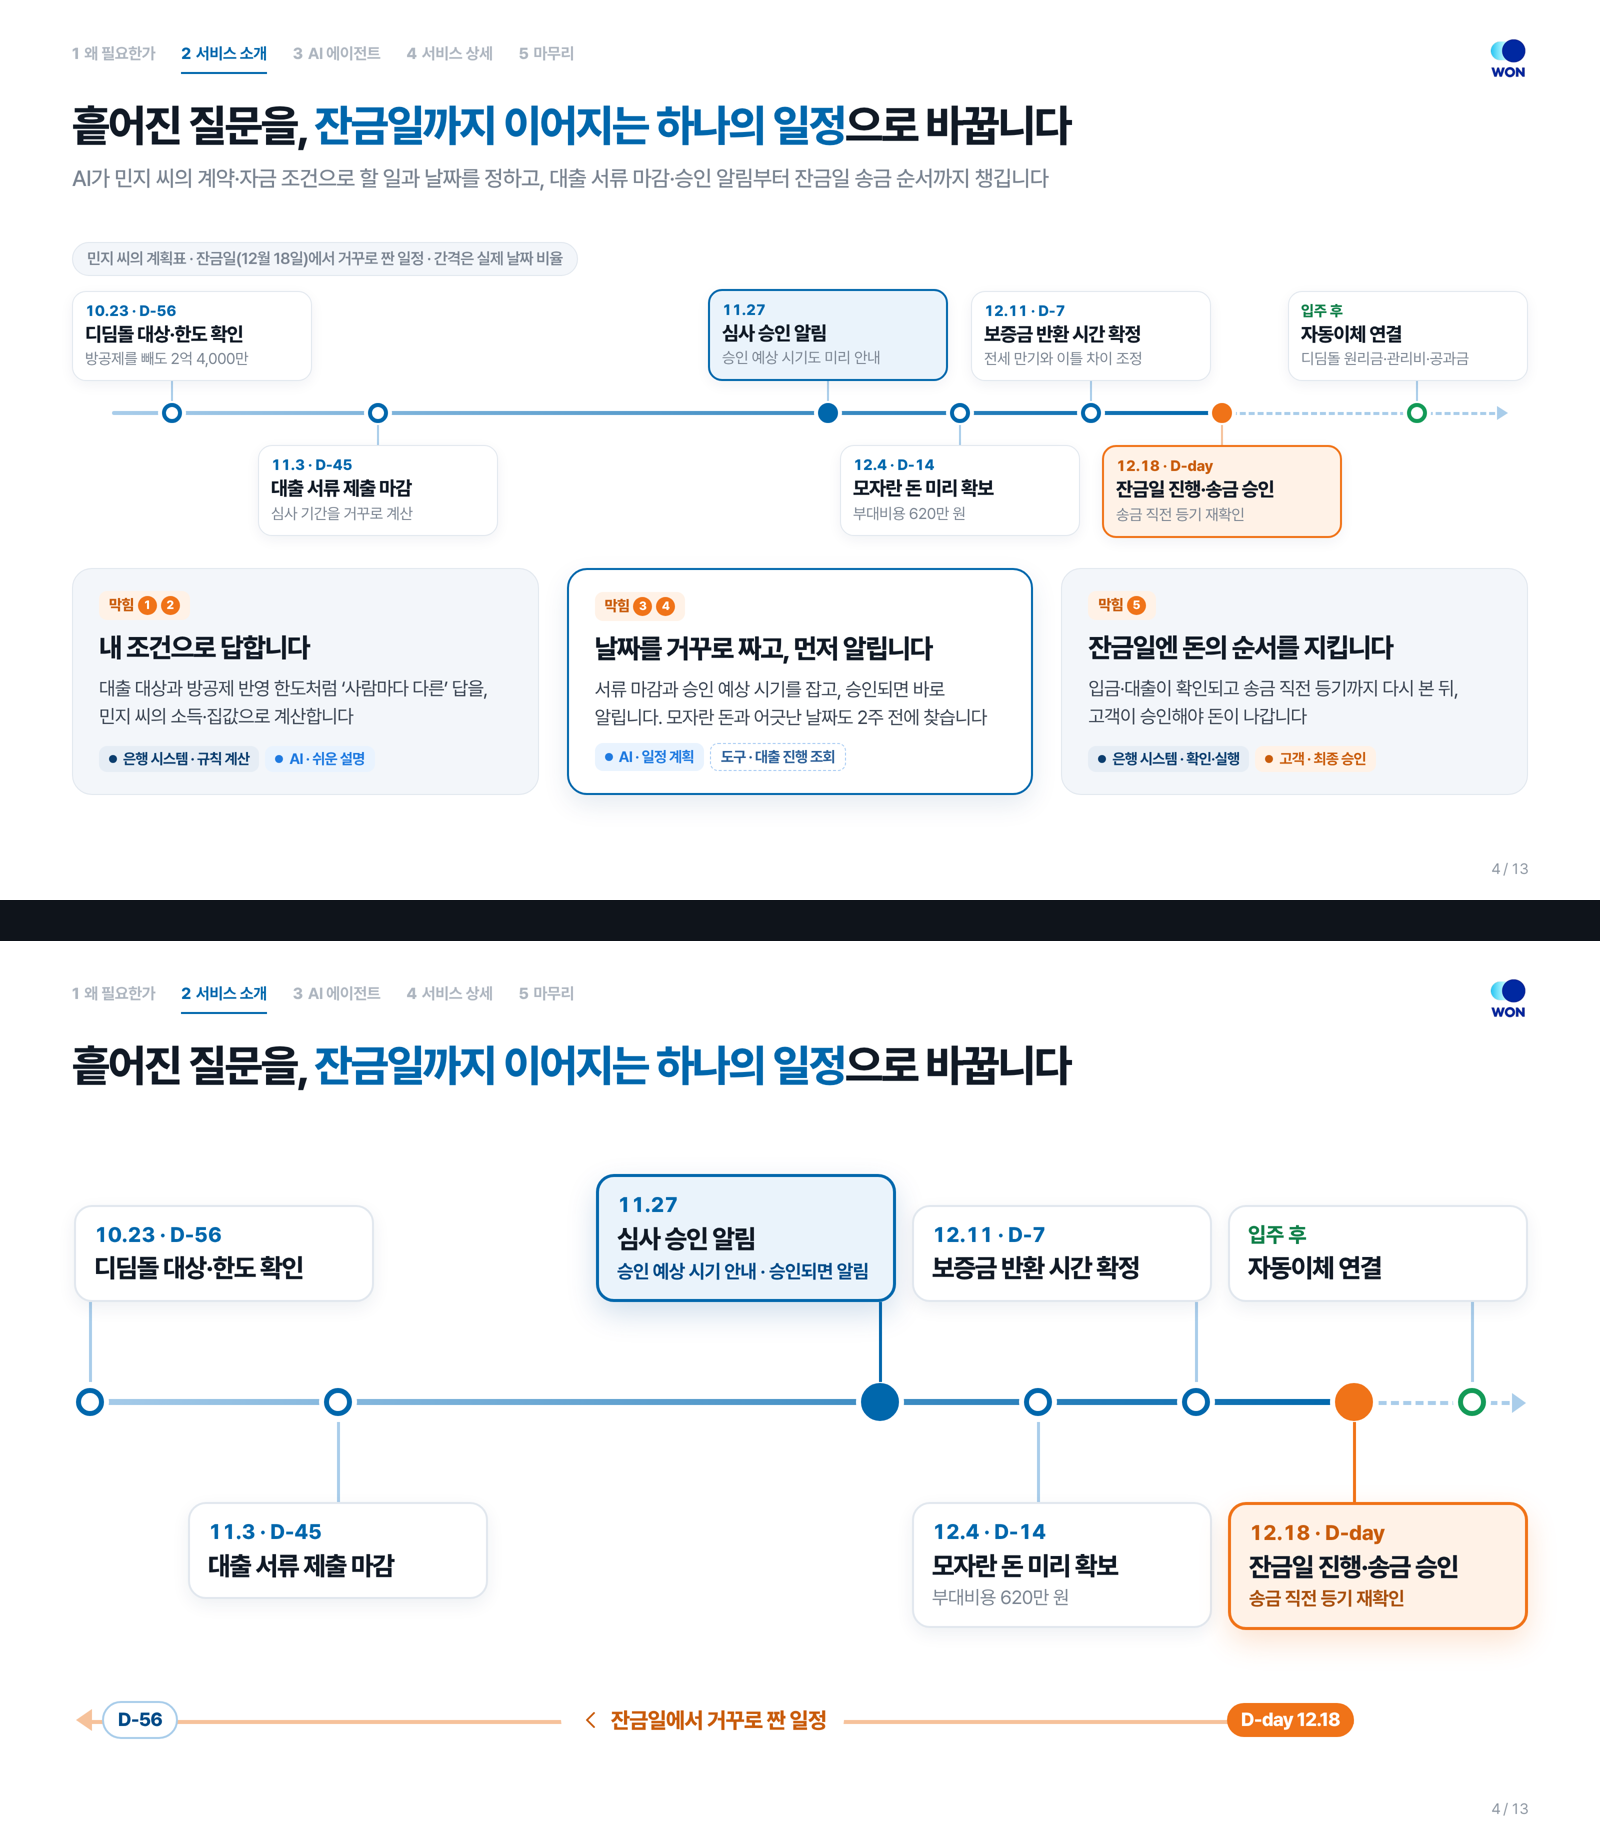 1 왜 필요한가 2 서비스 소개 3 AI 에이전트 4 서비스 상세 5 마무리
WON
흩어진 질문을, 잔금일까지 이어지는 하나의 일정으로 바꿉니다
AI가 민지 씨의 계약·자금 조건으로 할 일과 날짜를 정하고, 대출 서류 마감·승인 알림부터 잔금일 송금 순서까지 챙깁니다
민지 씨의 계획표 · 잔금일(12월 18일)에서 거꾸로 짠 일정 · 간격은 실제 날짜 비율
10.23 · D-56
디딤돌 대상·한도 확인
방공제를 빼도 2억 4,000만
11.27
심사 승인 알림
승인 예상 시기도 미리 안내
12.11 · D-7
보증금 반환 시간 확정
전세 만기와 이틀 차이 조정
입주 후
자동이체 연결
디딤돌 원리금·관리비·공과금
11.3 · D-45
대출 서류 제출 마감
심사 기간을 거꾸로 계산
12.4 · D-14
모자란 돈 미리 확보
부대비용 620만 원
12.18 · D-day
잔금일 진행·송금 승인
송금 직전 등기 재확인
막힘 1 2
내 조건으로 답합니다
대출 대상과 방공제 반영 한도처럼 ‘사람마다 다른’ 답을,
민지 씨의 소득·집값으로 계산합니다
은행 시스템 · 규칙 계산 AI · 쉬운 설명
막힘 3 4
날짜를 거꾸로 짜고, 먼저 알립니다
서류 마감과 승인 예상 시기를 잡고, 승인되면 바로
알립니다. 모자란 돈과 어긋난 날짜도 2주 전에 찾습니다
AI · 일정 계획 도구 · 대출 진행 조회
막힘 5
잔금일엔 돈의 순서를 지킵니다
입금·대출이 확인되고 송금 직전 등기까지 다시 본 뒤,
고객이 승인해야 돈이 나갑니다
은행 시스템 · 확인·실행 고객 · 최종 승인
4 / 13
1 왜 필요한가 2 서비스 소개 3 AI 에이전트 4 서비스 상세 5 마무리
WON
흩어진 질문을, 잔금일까지 이어지는 하나의 일정으로 바꿉니다
10.23 · D-56
디딤돌 대상·한도 확인
11.27
심사 승인 알림
승인 예상 시기 안내 · 승인되면 알림
12.11 · D-7
보증금 반환 시간 확정
입주 후
자동이체 연결
11.3 · D-45
대출 서류 제출 마감
12.4 · D-14
모자란 돈 미리 확보
부대비용 620만 원
12.18 · D-day
잔금일 진행·송금 승인
송금 직전 등기 재확인
D-56
잔금일에서 거꾸로 짠 일정
D-day 12.18
4 / 13